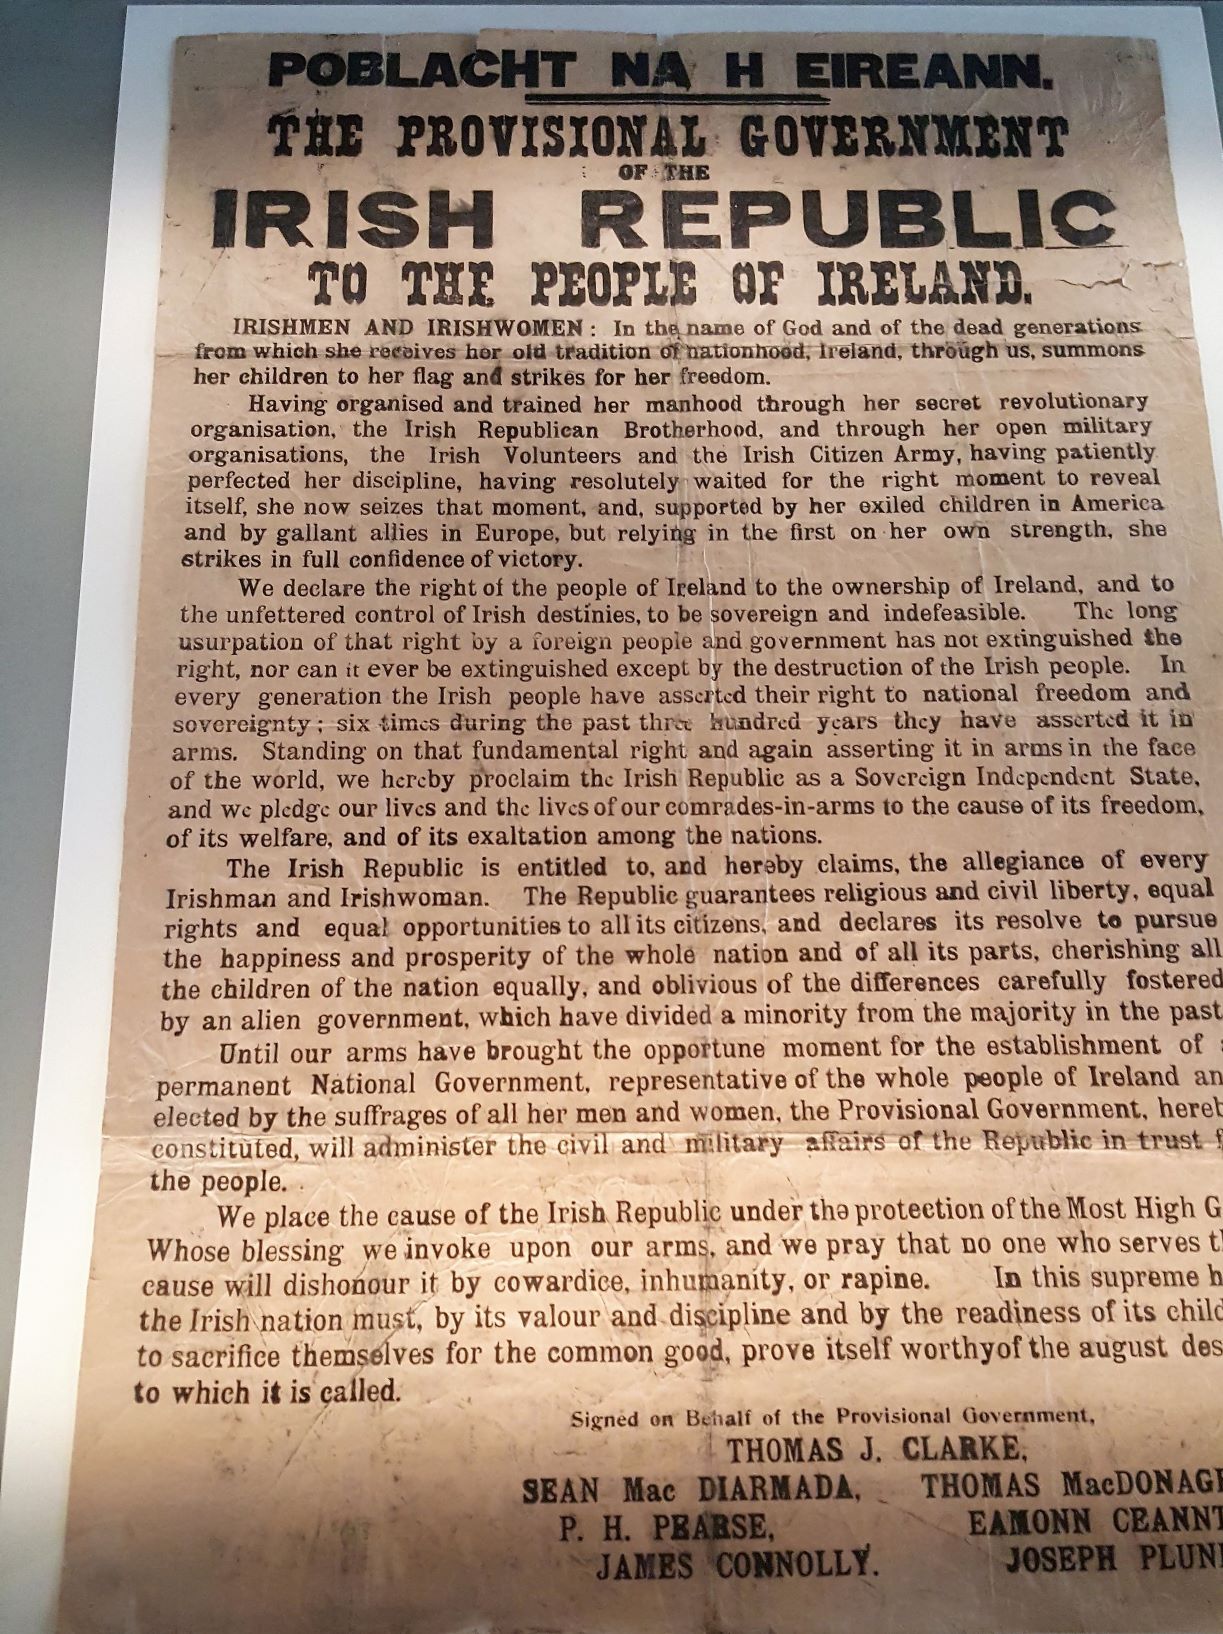 POBLACHT NA H EIREANN.
THE PROVISIONAL GOVERNMENT
OF THE
IRISH REPUBLIC
TO THE PEOPLE OF IRELAND.
IRISHMEN AND IRISHWOMEN: In the name of God and of the dead generations
from which she receives her old tradition of nationhood, Ireland, through us, summons
her children to her flag and strikes for her freedom.
Having organised and trained her manhood through her secret revolutionary
organisation, the Irish Republican Brotherhood, and through her open military
organisations, the Irish Volunteers and the Irish Citizen Army, having patiently
perfected her discipline, having resolutely waited for the right moment to reveal
itself, she now seizes that moment, and, supported by her exiled children in America
and by gallant allies in Europe, but relying in the first on her own strength, she
strikes in full confidence of victory.
We declare the right of the people of Ireland to the ownership of Ireland, and to
the unfettered control of Irish destinies, to be sovereign and indefeasible. The long
usurpation of that right by a foreign people and government has not extinguished the
right, nor can it ever be extinguished except by the destruction of the Irish people. In
every generation the Irish people have asserted their right to national freedom and
sovereignty; six times during the past three hundred years they have asserted it in
arms. Standing on that fundamental right and again asserting it in arms in the face
of the world, we hereby proclaim the Irish Republic as a Sovereign Independent State,
and we pledge our lives and the lives of our comrades-in-arms to the cause of its freedom,
of its welfare, and of its exaltation among the nations.
The Irish Republic is entitled to, and hereby claims, the allegiance of every
Irishman and Irishwoman. The Republic guarantees religious and civil liberty, equal
rights and equal opportunities to all its citizens, and declares its resolve to pursue
the happiness and prosperity of the whole nation and of all its parts, cherishing all
the children of the nation equally, and oblivious of the differences carefully fostered
by an alien government, which have divided a minority from the majority in the past
Until our arms have brought the opportune moment for the establishment of
permanent National Government, representative of the whole people of Ireland an
elected by the suffrages of all her men and women, the Provisional Government, hereb
constituted, will administer the civil and military affairs of the Republic in trust f
the people.
We place the cause of the Irish Republic under the protection of the Most High G
Whose blessing we invoke upon our arms, and we pray that no one who serves th
cause will dishonour it by cowardice, inhumanity, or rapine. In this supreme h
the Irish nation must, by its valour and discipline and by the readiness of its child
to sacrifice themselves for the common good, prove itself worthyof the august des
to which it is called.
Signed on Behalf of the Provisional Government,
THOMAS J. CLARKE,
SEAN Mac DIARMADA, THOMAS MacDONAGH
P. H. PEARSE, EAMONN CEANNT
JAMES CONNOLLY. JOSEPH PLUN